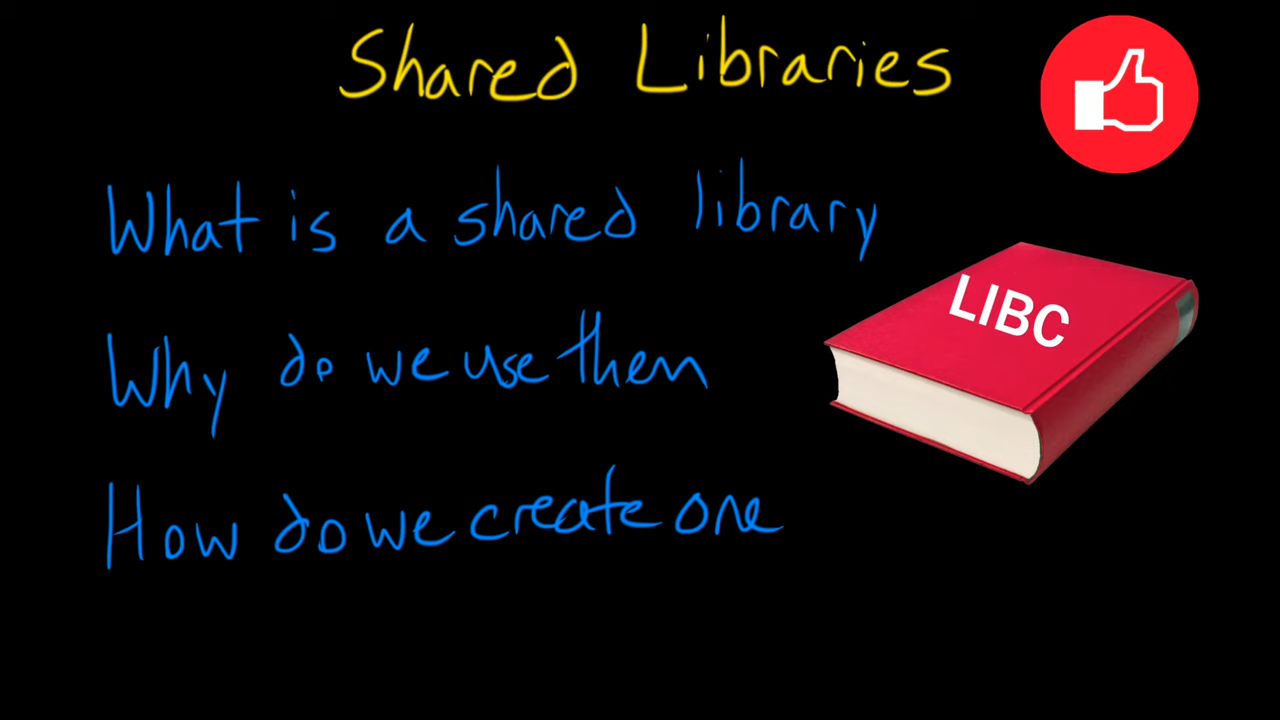 Shared Libraries
What is a shared library
LIBC
Why do we use them
How do we create one